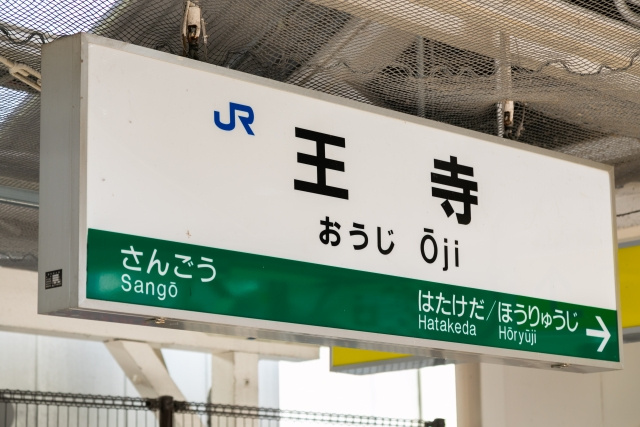 JR
王寺
おうじ Ōji
さんごう
Sangō
はたけだ/ほうりゅうじ →
Hatakeda Hōryūji